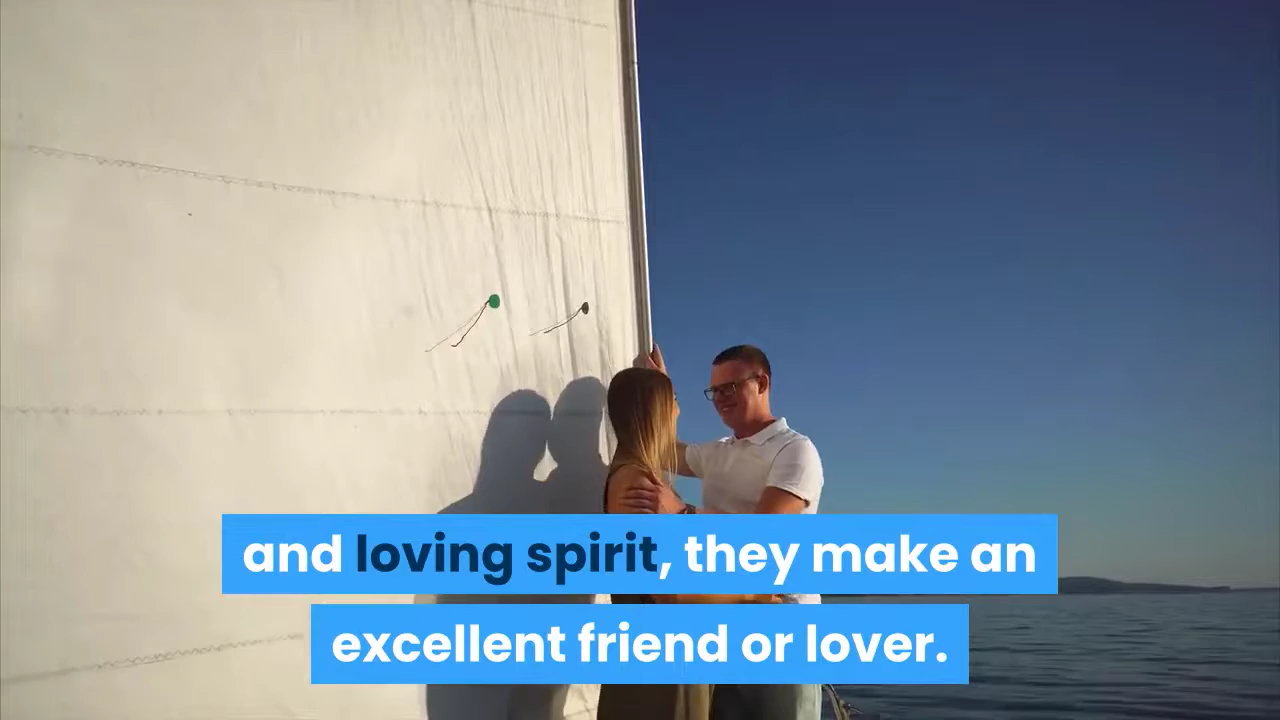 and loving spirit, they make an
excellent friend or lover.